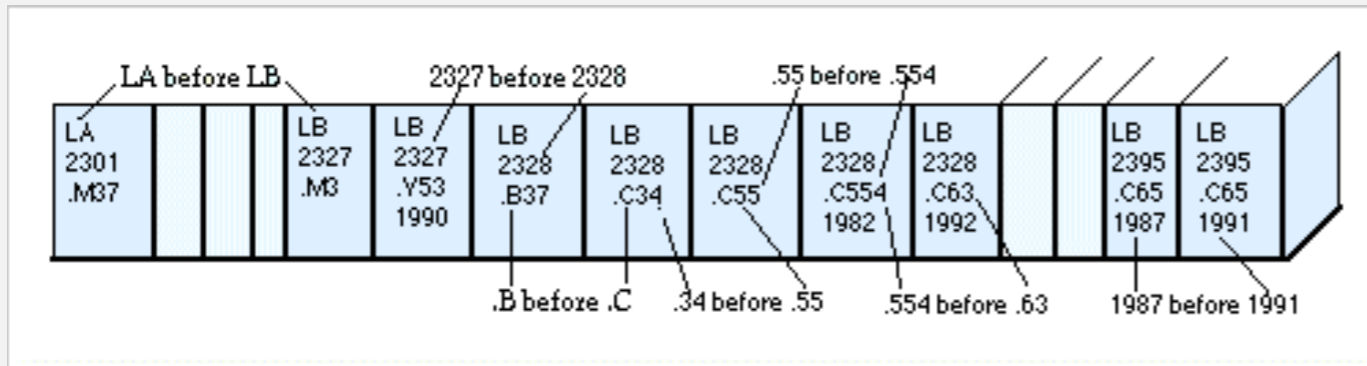 LA before LB
2327 before 2328
.55 before .554
LA
2301
.M37
LB
2327
.M3
LB
2327
.Y53
1990
LB
2328
.B37
LB
2328
.C34
LB
2328
.C55
LB
2328
.C554
1982
LB
2328
.C63
1992
LB
2395
.C65
1987
LB
2395
.C65
1991
.B before .C
.34 before .55
.554 before .63
1987 before 1991